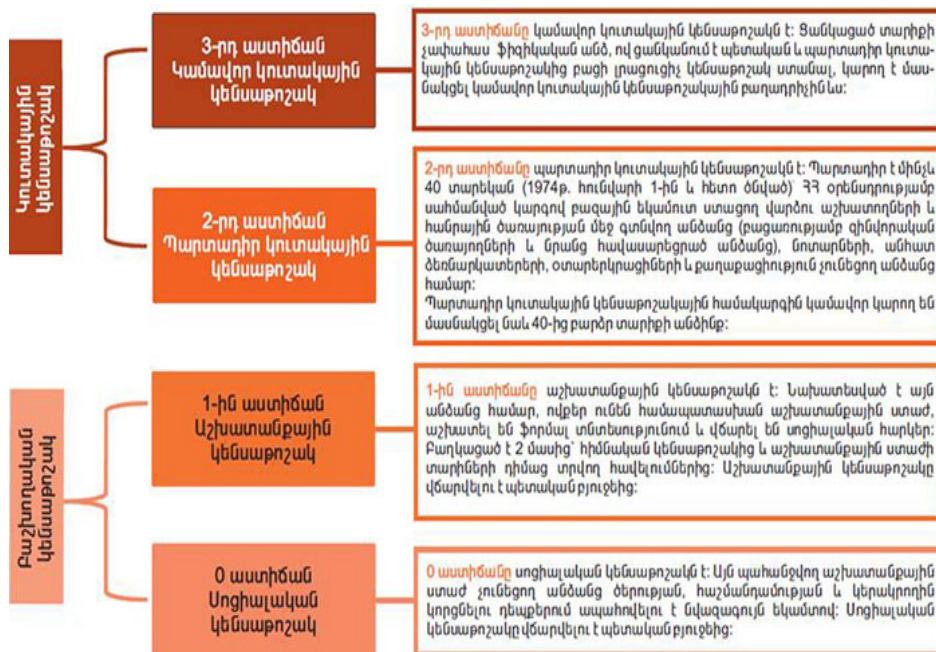 Կուտակային
կենսաթոշակ
3-րդ աստիճան
Կամավոր կուտակային
կենսաթոշակ
3-րդ աստիճանը կամավոր կուտակային կենսաթոշակն է: Ցանկացած տարիքի
չափահաս ֆիզիկական անձ, ով ցանկանում է պետական և պարտադիր կուտա-
կային կենսաթոշակից բացի լրացուցիչ կենսաթոշակ ստանալ, կարող է մաս-
նակցել կամավոր կուտակային կենսաթոշակային բաղադրիչին ևս:
2-րդ աստիճան
Պարտադիր կուտակային
կենսաթոշակ
2-րդ աստիճանը պարտադիր կուտակային կենսաթոշակն է: Պարտադիր է մինչև
40 տարեկան (1974թ. հունվարի 1-ին և հետո ծնված) ՀՀ օրենսդրությամբ
սահմանված կարգով բազային եկամուտ ստացող վարձու աշխատողների և
հանրային ծառայության մեջ գտնվող անձանց (բացառությամբ զինվորական
ծառայողների և նրանց հավասարեցրած անձանց), նոտարների, անհատ
ձեռնարկատերերի, օտարերկրացիների և քաղաքացիություն չունեցող անձանց
համար:
Պարտադիր կուտակային կենսաթոշակային համակարգին կամավոր կարող են
մասնակցել նաև 40-ից բարձր տարիքի անձինք:
Բաշխողական
կենսաթոշակ
1-ին աստիճան
Աշխատանքային
կենսաթոշակ
1-ին աստիճանը աշխատանքային կենսաթոշակն է: Նախատեսված է այն
անձանց համար, ովքեր ունեն համապատասխան աշխատանքային ստաժ,
աշխատել են ֆորմալ տնտեսությունում և վճարել են սոցիալական հարկեր:
Բաղկացած է 2 մասից՝ հիմնական կենսաթոշակից և աշխատանքային ստաժի
տարիների դիմաց տրվող հավելումներից: Աշխատանքային կենսաթոշակը
վճարվելու է պետական բյուջեից:
0 աստիճան
Սոցիալական
կենսաթոշակ
0 աստիճանը սոցիալական կենսաթոշակն է: Այն պահանջվող աշխատանքային
ստաժ չունեցող անձանց ծերության, հաշմանդամության և կերակրողին
կորցնելու դեպքերում ապահովելու է նվազագույն եկամտով: Սոցիալական
կենսաթոշակը վճարվելու է պետական բյուջեից: